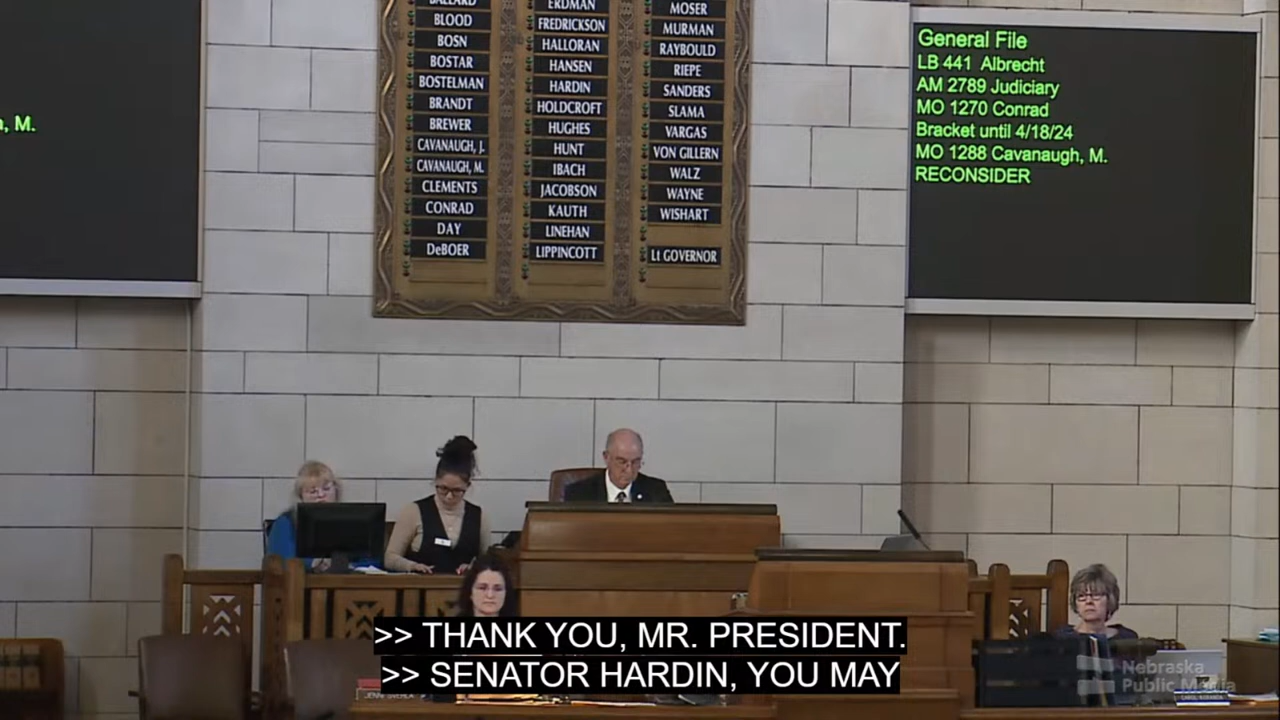 , M.
BALLARD
BLOOD
BOSN
BOSTAR
BOSTELMAN
BRANDT
BREWER
CAVANAUGH, J.
CAVANAUGH, M.
CLEMENTS
CONRAD
DAY
DeBOER
ERDMAN
FREDRICKSON
HALLORAN
HANSEN
HARDIN
HOLDCROFT
HUGHES
HUNT
IBACH
JACOBSON
KAUTH
LINEHAN
LIPPINCOTT
MOSER
MURMAN
RAYBOULD
RIEPE
SANDERS
SLAMA
VARGAS
VON GILLERN
WALZ
WAYNE
WISHART
Lt GOVERNOR
General File
LB 441 Albrecht
AM 2789 Judiciary
MO 1270 Conrad
Bracket until 4/18/24
MO 1288 Cavanaugh, M.
RECONSIDER
>> THANK YOU, MR. PRESIDENT.
>> SENATOR HARDIN, YOU MAY
Nebraska
Public Media